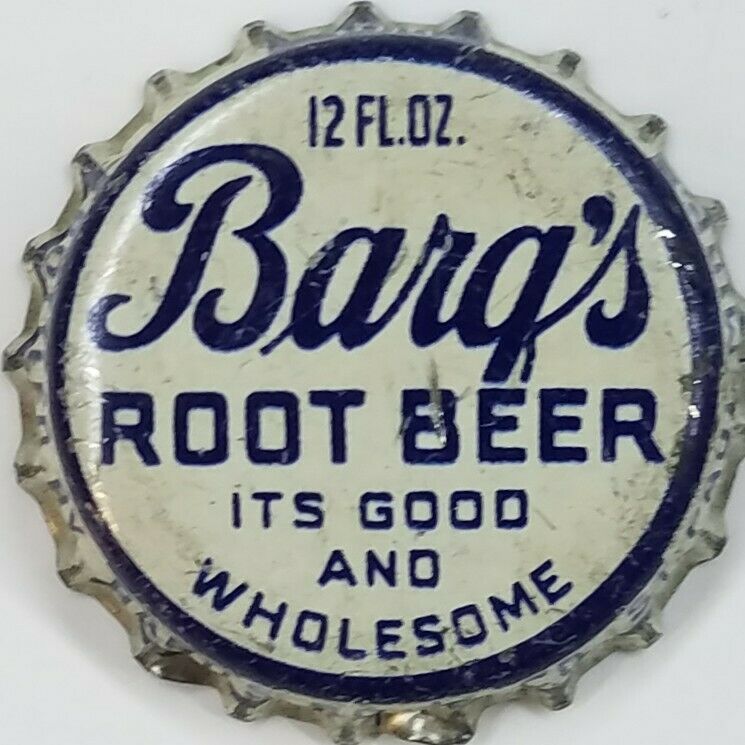 12 FL.OZ.
Barq's
ROOT BEER
ITS GOOD
AND
WHOLESOME